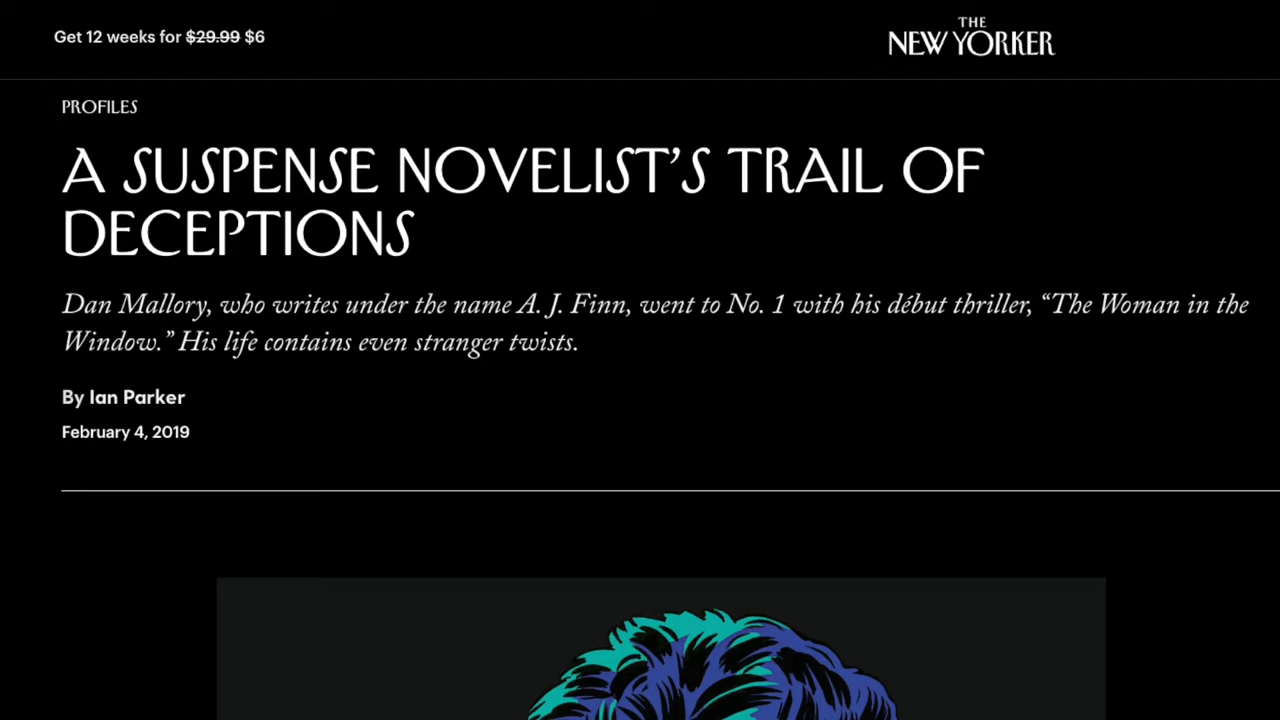 Get 12 weeks for $29.99 $6
THE
NEW YORKER
PROFILES
A SUSPENSE NOVELIST'S TRAIL OF
DECEPTIONS
Dan Mallory, who writes under the name A. J. Finn, went to No. 1 with his début thriller, “The Woman in the
Window.” His life contains even stranger twists.
By Ian Parker
February 4, 2019